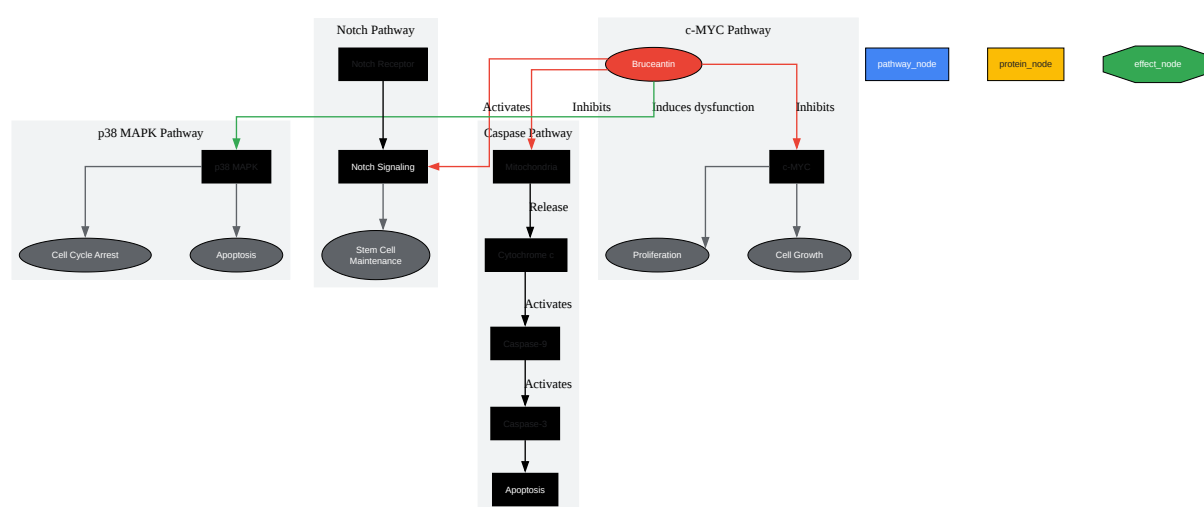 Notch Pathway
c-MYC Pathway
Notch Receptor
Bruceantin
pathway_node
protein_node
effect_node
Activates
Inhibits
Induces dysfunction
Inhibits
p38 MAPK Pathway
Caspase Pathway
p38 MAPK
Notch Signaling
Mitochondria
c-MYC
Release
Cell Cycle Arrest
Apoptosis
Stem Cell
Maintenance
Cytochrome c
Proliferation
Cell Growth
Activates
Caspase-9
Activates
Caspase-3
Apoptosis